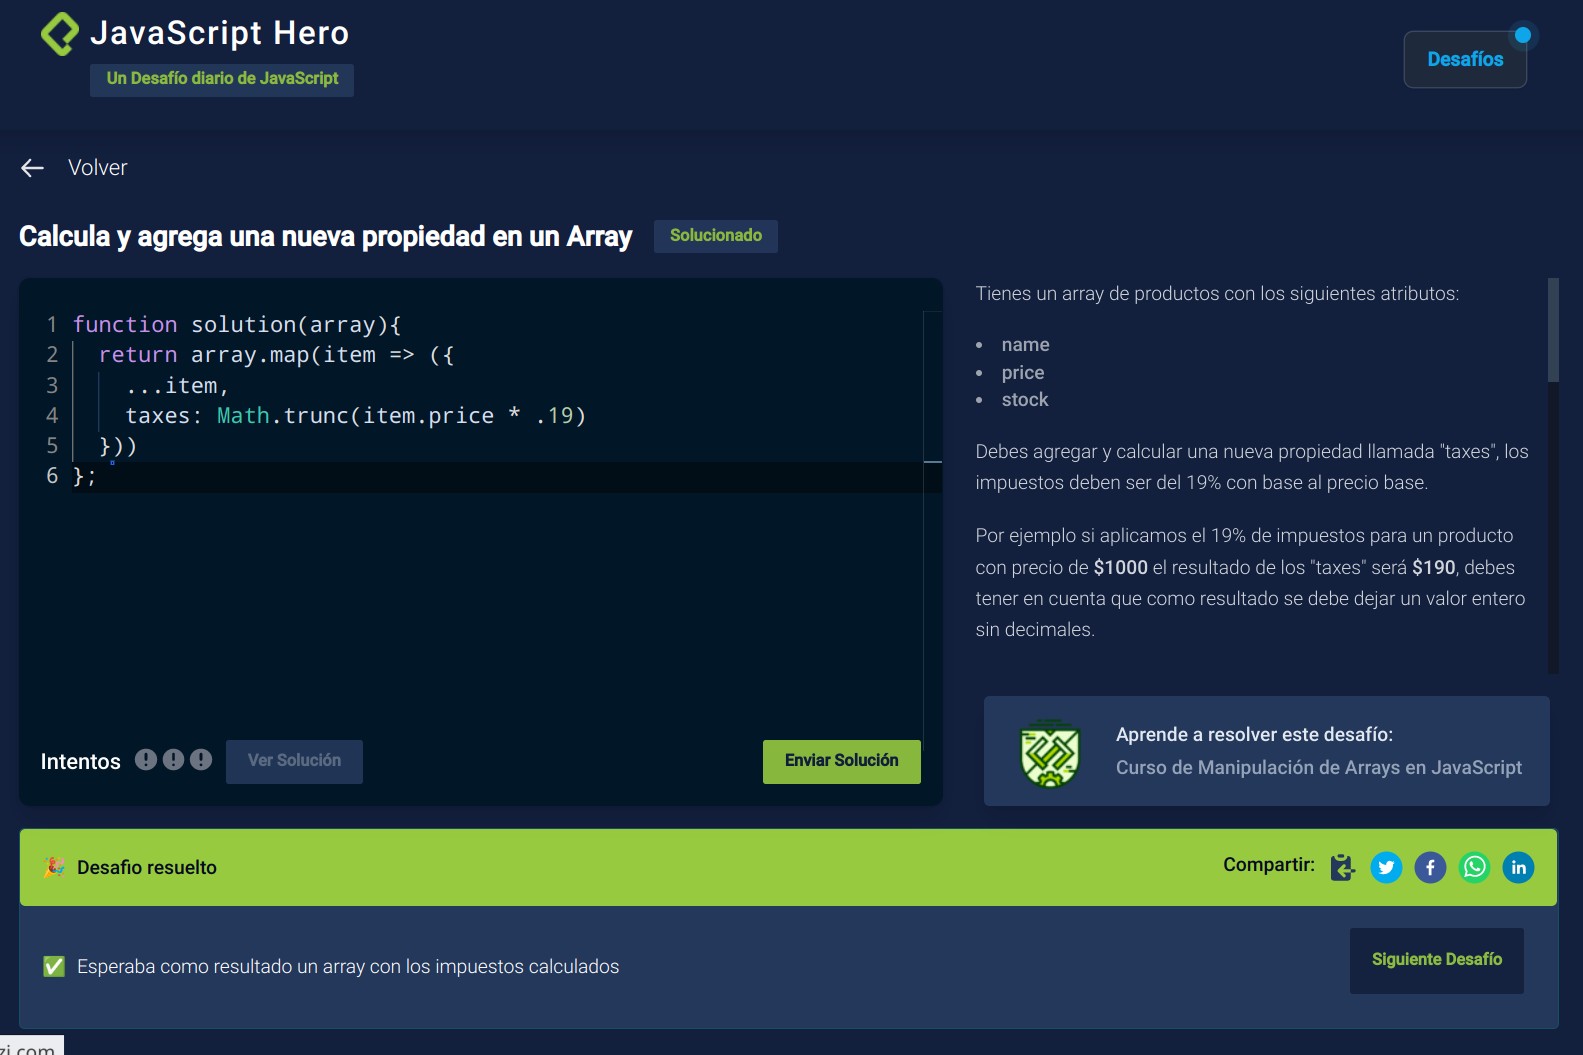 JavaScript Hero
Un Desafío diario de JavaScript
Desafíos
Volver
Calcula y agrega una nueva propiedad en un Array
Solucionado
1 function solution(array){
2   return array.map(item => ({
3     ...item,
4     taxes: Math.trunc(item.price * .19)
5   }))
6 };
Intentos
Ver Solución
Enviar Solución
Tienes un array de productos con los siguientes atributos:
• name
• price
• stock
Debes agregar y calcular una nueva propiedad llamada "taxes", los
impuestos deben ser del 19% con base al precio base.
Por ejemplo si aplicamos el 19% de impuestos para un producto
con precio de $1000 el resultado de los "taxes" será $190, debes
tener en cuenta que como resultado se debe dejar un valor entero
sin decimales.
Aprende a resolver este desafío:
Curso de Manipulación de Arrays en JavaScript
🎉 Desafio resuelto
Compartir:
✅ Esperaba como resultado un array con los impuestos calculados
Siguiente Desafío
zi.com